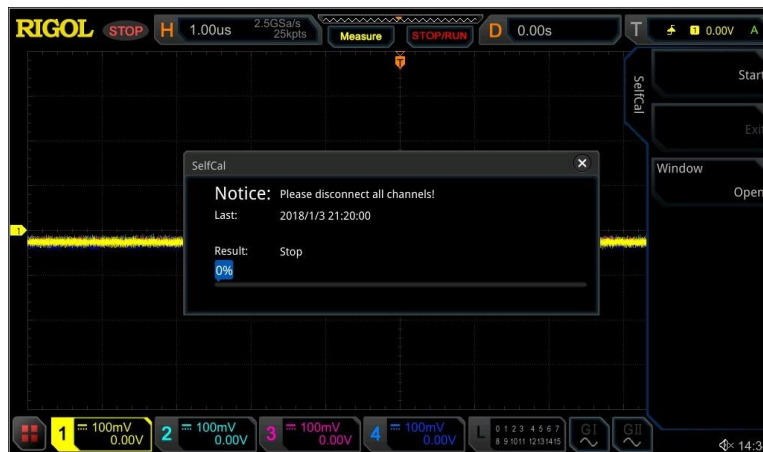 RIGOL STOP H 1.00us 2.5GSa/s 25kpts Measure STOP/RUN D 0.00s T 1 0.00V A
T
SelfCal
Start
Exit
SelfCal
Notice: Please disconnect all channels!
Last: 2018/1/3 21:20:00
Result: Stop
0%
Window
Open
1
1 100mV 0.00V
2 100mV 0.00V
3 100mV 0.00V
4 100mV 0.00V
L 0 1 2 3 4 5 6 7
8 9 10 11 12 13 14 15
GI
GII
14:3